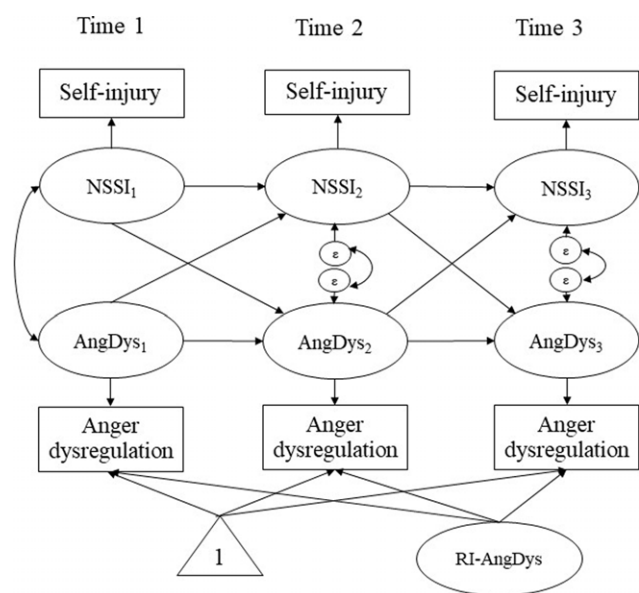 Time 1
Time 2
Time 3
Self-injury
Self-injury
Self-injury
NSSI₁
NSSI₂
NSSI₃
ε
ε
ε
ε
AngDys₁
AngDys₂
AngDys₃
Anger
dysregulation
Anger
dysregulation
Anger
dysregulation
1
RI-AngDys